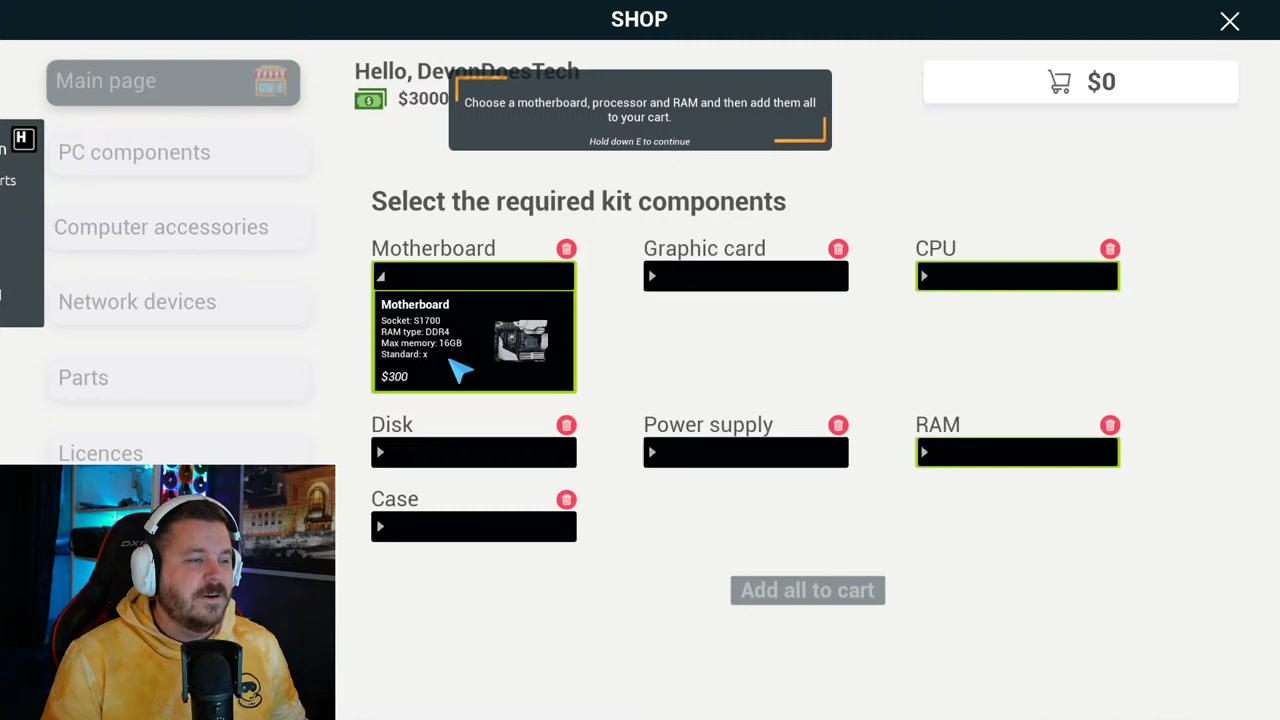 SHOP
Main page
Hello, DevonDoesTech
$3000
Choose a motherboard, processor and RAM and then add them all
to your cart.
Hold down E to continue
$0
H
n
rts
PC components
Computer accessories
Network devices
Parts
Licences
Select the required kit components
Motherboard
Graphic card
CPU
Motherboard
Socket: S1700
RAM type: DDR4
Max memory: 16GB
Standard: x
$300
Disk
Power supply
RAM
Case
Add all to cart